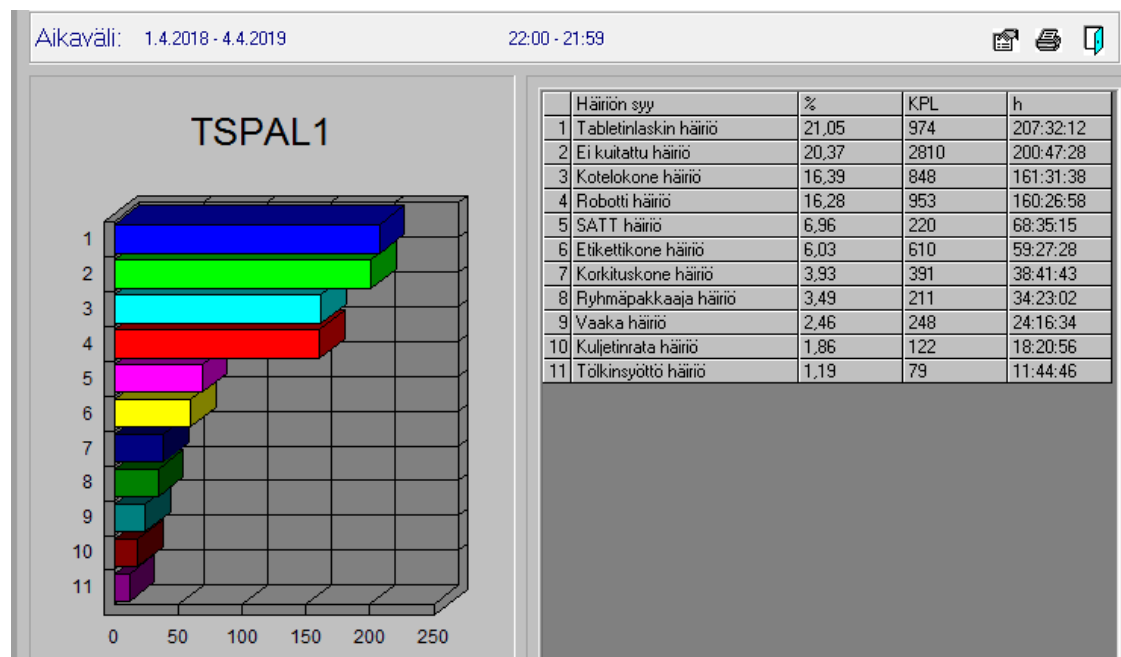 Aikaväli: 1.4.2018 - 4.4.2019 22:00 - 21:59
TSPAL1
1
2
3
4
5
6
7
8
9
10
11
0 50 100 150 200 250
Häiriön syy % KPL h
1 Tabletinlaskin häiriö 21,05 974 207:32:12
2 Ei kuitattu häiriö 20,37 2810 200:47:28
3 Kotelokone häiriö 16,39 848 161:31:38
4 Robotti häiriö 16,28 953 160:26:58
5 SATT häiriö 6,96 220 68:35:15
6 Etikettikone häiriö 6,03 610 59:27:28
7 Korkituskone häiriö 3,93 391 38:41:43
8 Ryhmäpakkaaja häiriö 3,49 211 34:23:02
9 Vaaka häiriö 2,46 248 24:16:34
10 Kuljetinrata häiriö 1,86 122 18:20:56
11 Tölkinsyöttö häiriö 1,19 79 11:44:46